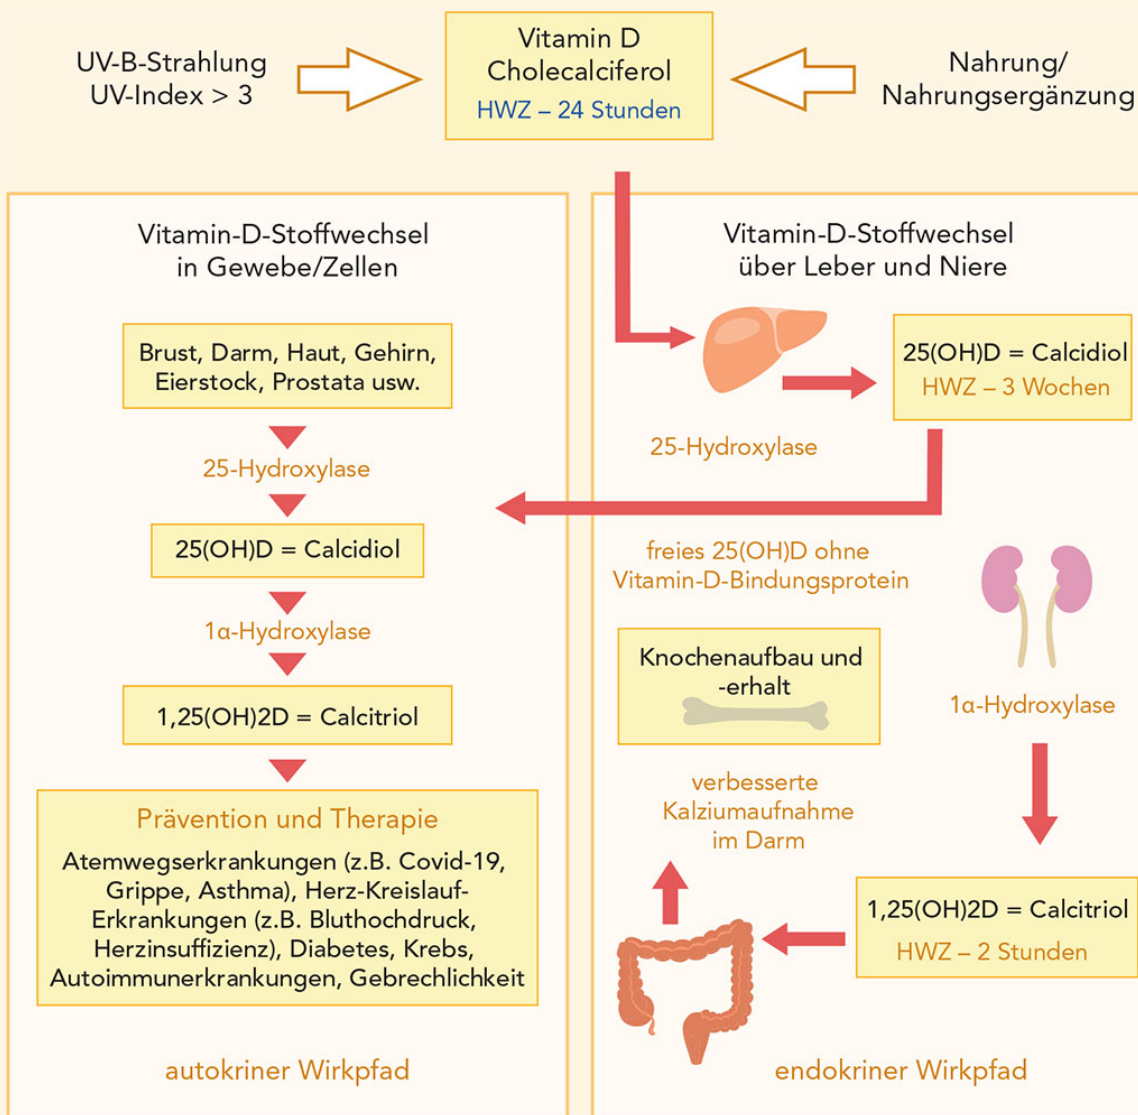 UV-B-Strahlung
UV-Index > 3
Vitamin D
Cholecalciferol
HWZ – 24 Stunden
Nahrung/
Nahrungsergänzung
Vitamin-D-Stoffwechsel
in Gewebe/Zellen
Brust, Darm, Haut, Gehirn,
Eierstock, Prostata usw.
25-Hydroxylase
25(OH)D = Calcidiol
1α-Hydroxylase
1,25(OH)2D = Calcitriol
Prävention und Therapie
Atemwegserkrankungen (z.B. Covid-19,
Grippe, Asthma), Herz-Kreislauf-
Erkrankungen (z.B. Bluthochdruck,
Herzinsuffizienz), Diabetes, Krebs,
Autoimmunerkrankungen, Gebrechlichkeit
autokriner Wirkpfad
Vitamin-D-Stoffwechsel
über Leber und Niere
25(OH)D = Calcidiol
HWZ – 3 Wochen
25-Hydroxylase
freies 25(OH)D ohne
Vitamin-D-Bindungsprotein
Knochenaufbau und
-erhalt
1α-Hydroxylase
verbesserte
Kalziumaufnahme
im Darm
1,25(OH)2D = Calcitriol
HWZ – 2 Stunden
endokriner Wirkpfad